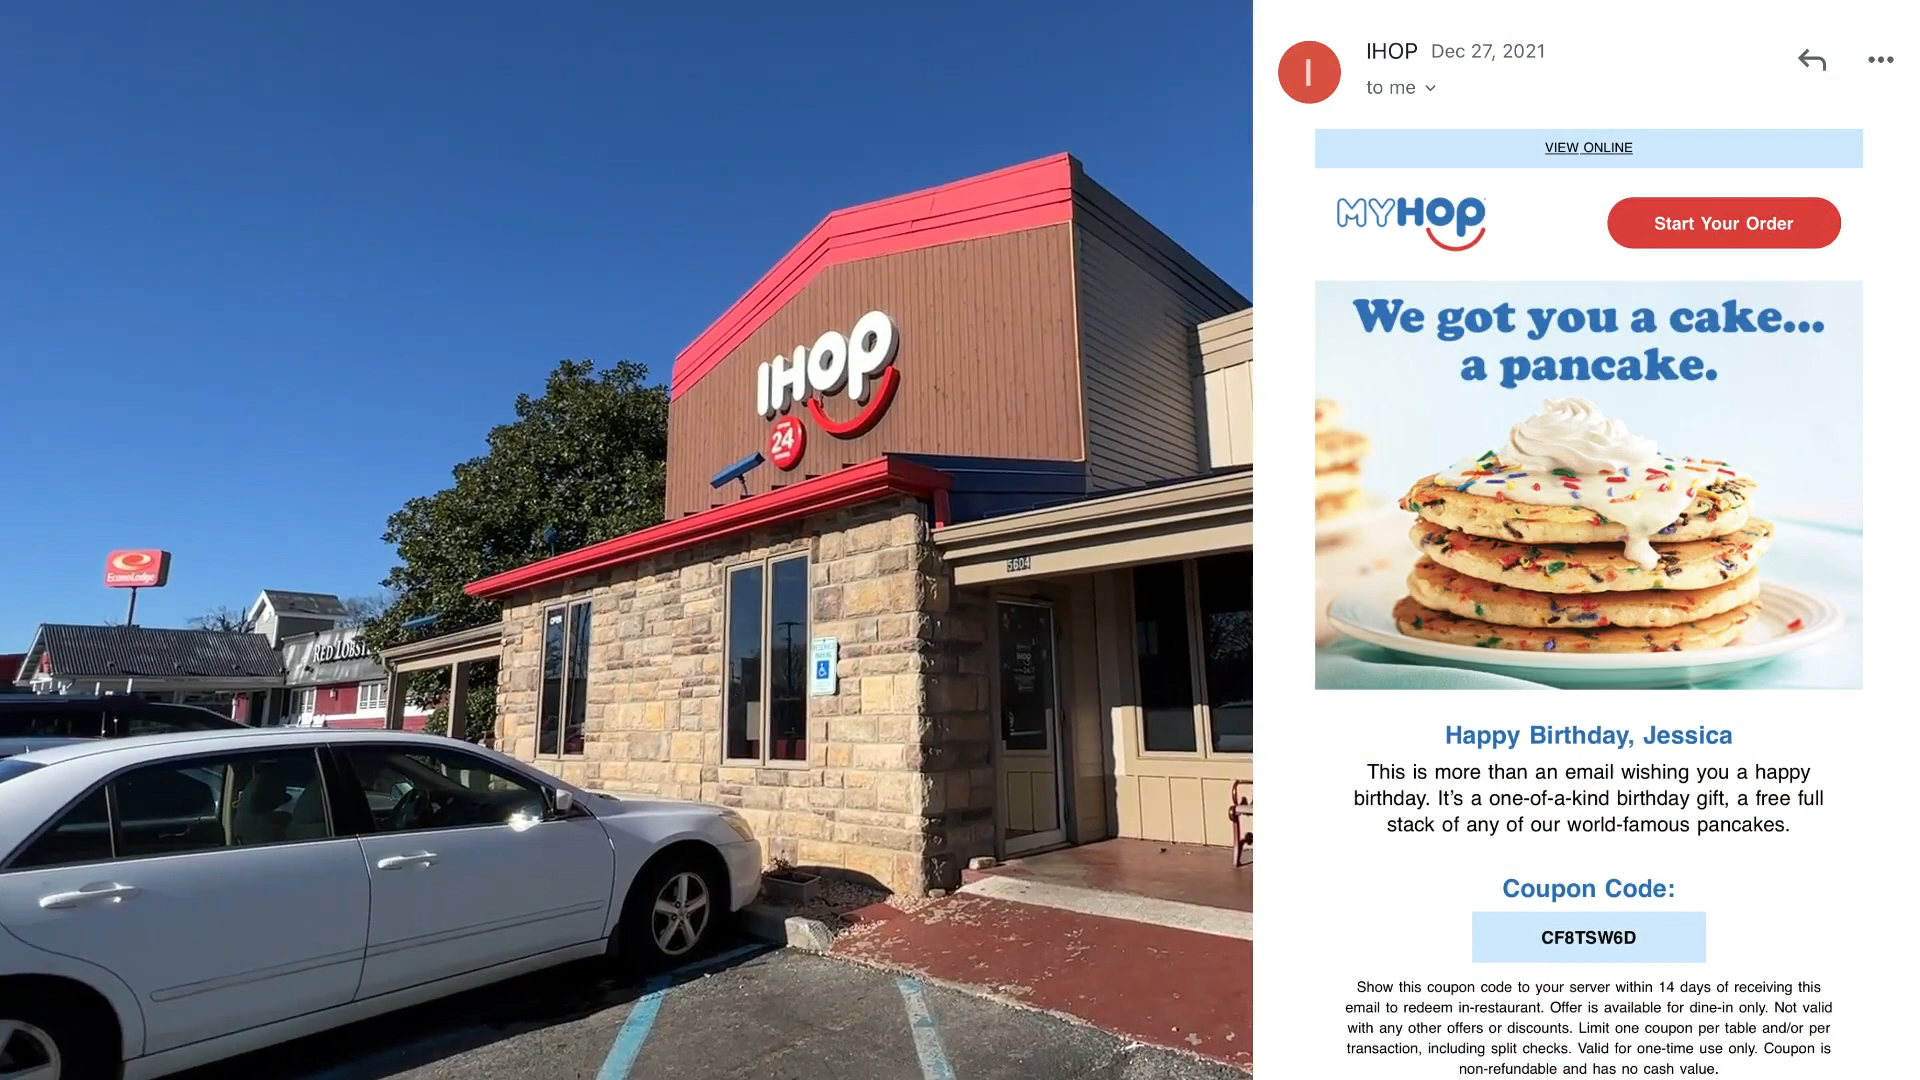 IHOP
24
EconoLodge
RED LOBST
OPEN
5604
RESERVED
PARKING
I
IHOP Dec 27, 2021
to me
VIEW ONLINE
MYHOP
Start Your Order
We got you a cake...
a pancake.
Happy Birthday, Jessica
This is more than an email wishing you a happy
birthday. It's a one-of-a-kind birthday gift, a free full
stack of any of our world-famous pancakes.
Coupon Code:
CF8TSW6D
Show this coupon code to your server within 14 days of receiving this
email to redeem in-restaurant. Offer is available for dine-in only. Not valid
with any other offers or discounts. Limit one coupon per table and/or per
transaction, including split checks. Valid for one-time use only. Coupon is
non-refundable and has no cash value.